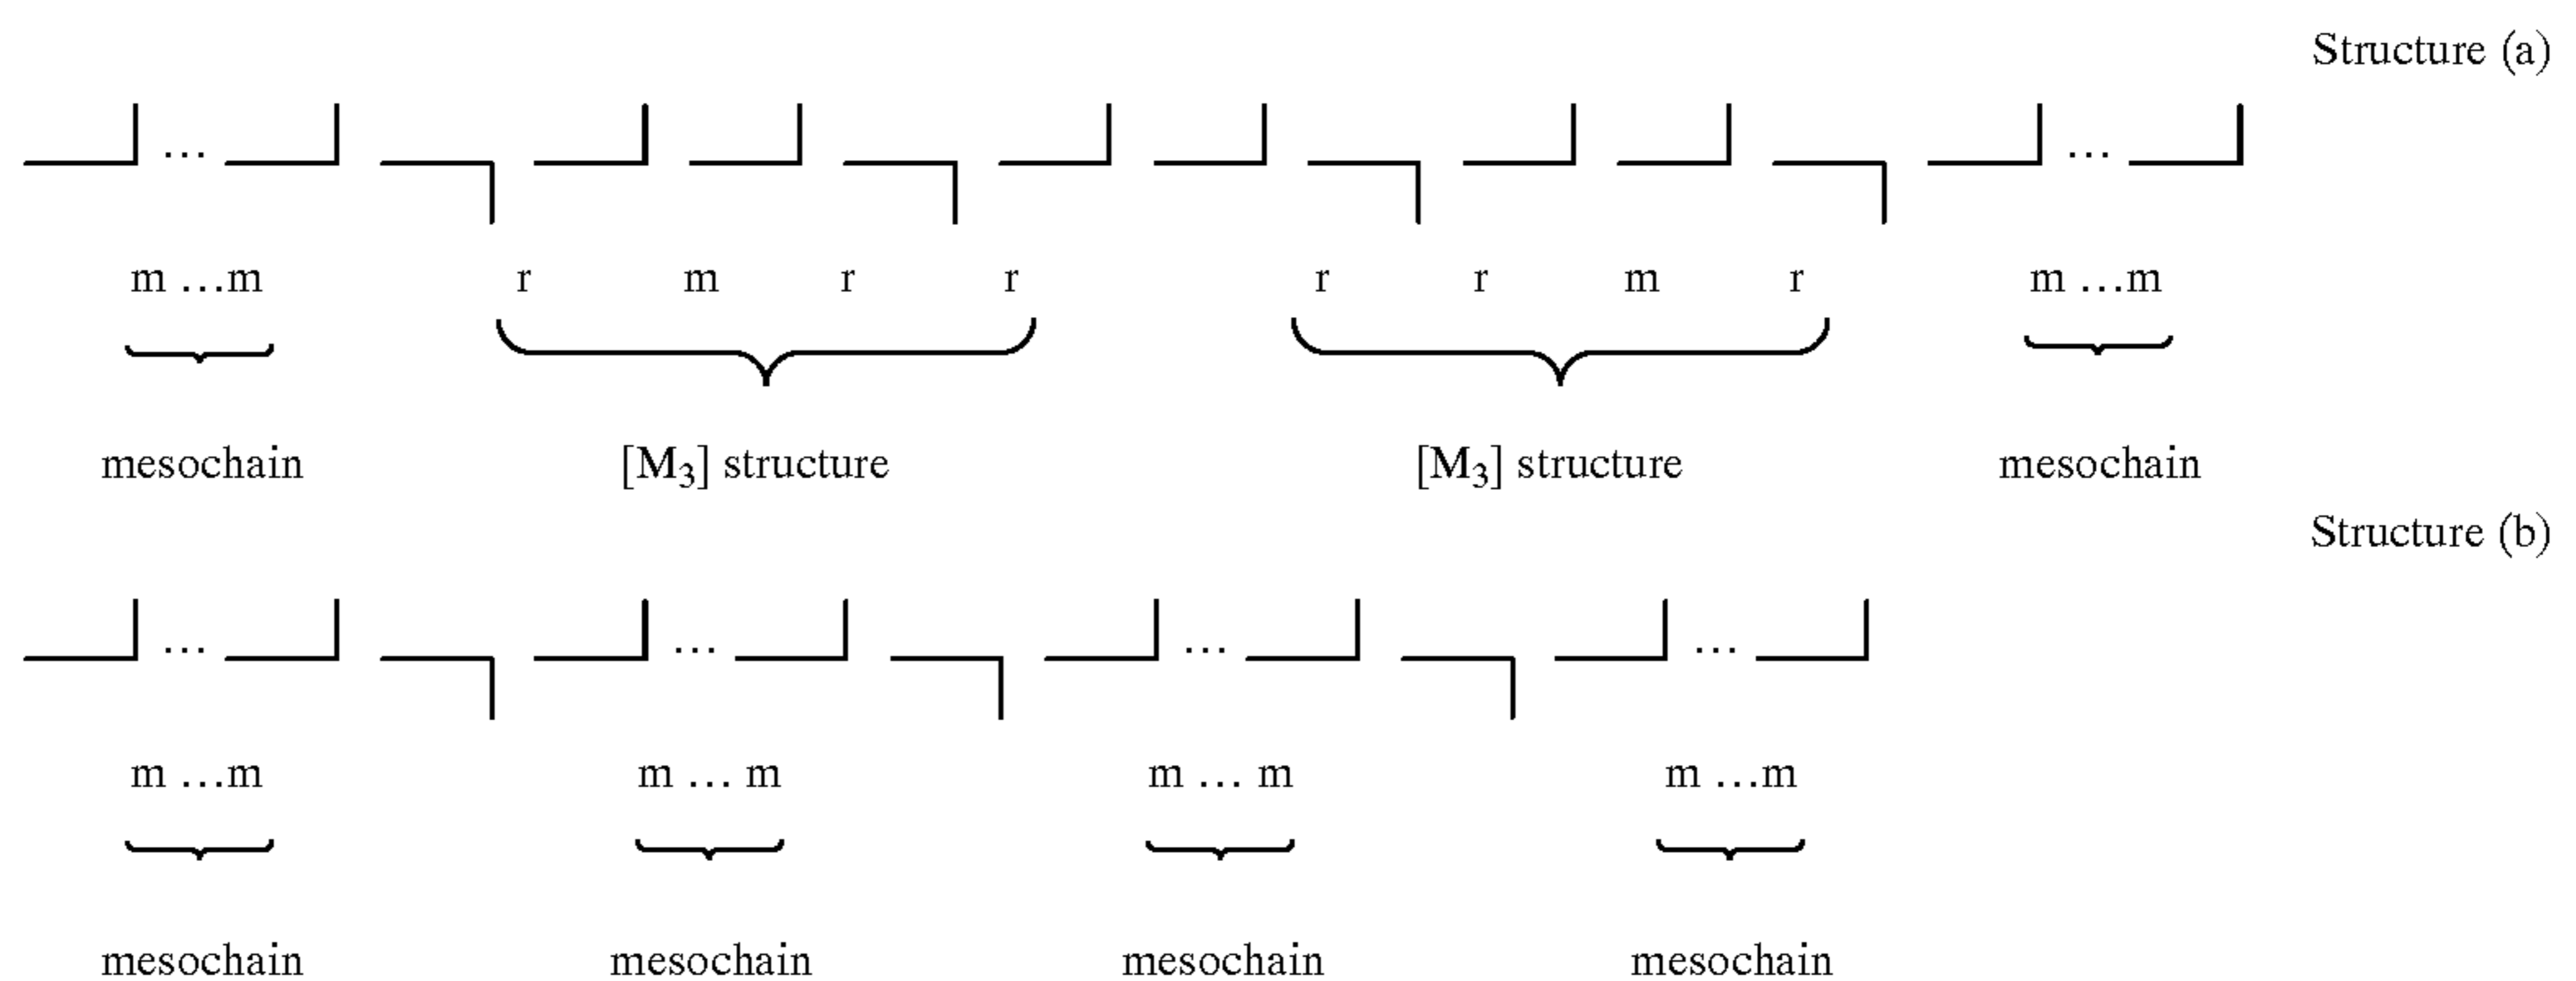 Structure (a)
...
...
m ...m
r m r r
r r m r
m ...m
mesochain
[M3] structure
[M3] structure
mesochain
Structure (b)
...
...
...
...
m ...m
m ... m
m ... m
m ...m
mesochain
mesochain
mesochain
mesochain